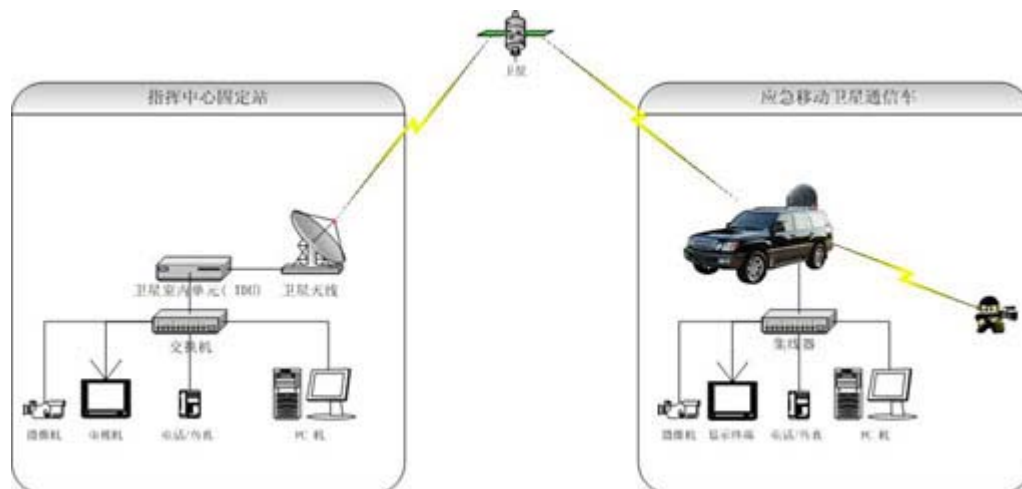 卫星
指挥中心固定站
应急移动卫星通信车
卫星室内单元( IDU)
卫星天线
交换机
集线器
摄像机
电视机
电话/传真
PC 机
摄像机
显示终端
电话/传真
PC 机